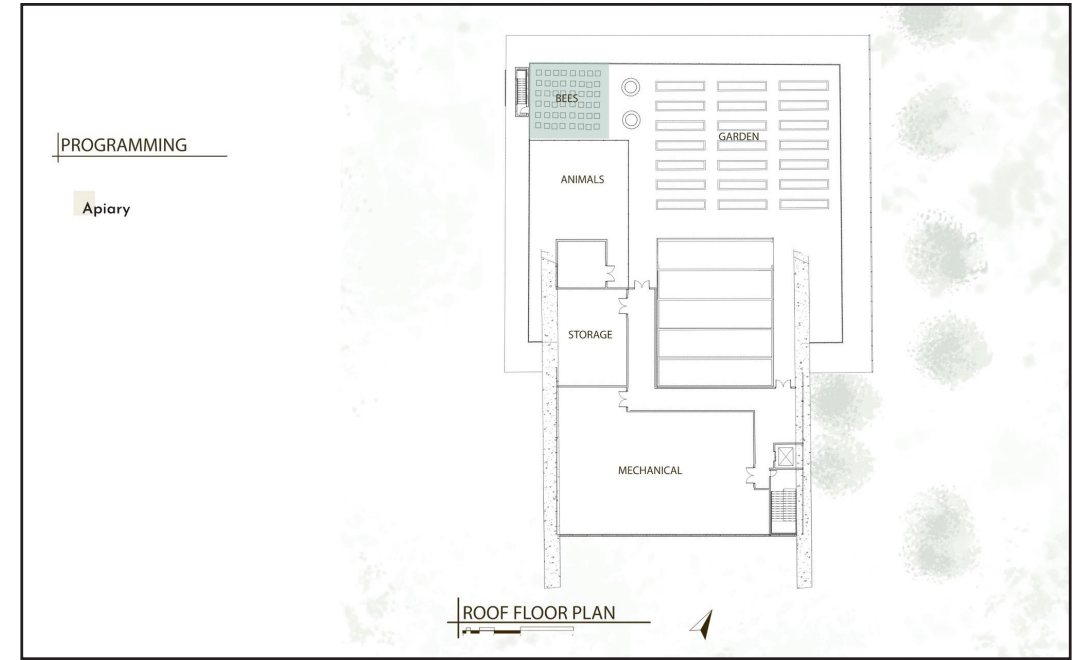 PROGRAMMING
Apiary
BEES
GARDEN
ANIMALS
STORAGE
MECHANICAL
ROOF FLOOR PLAN